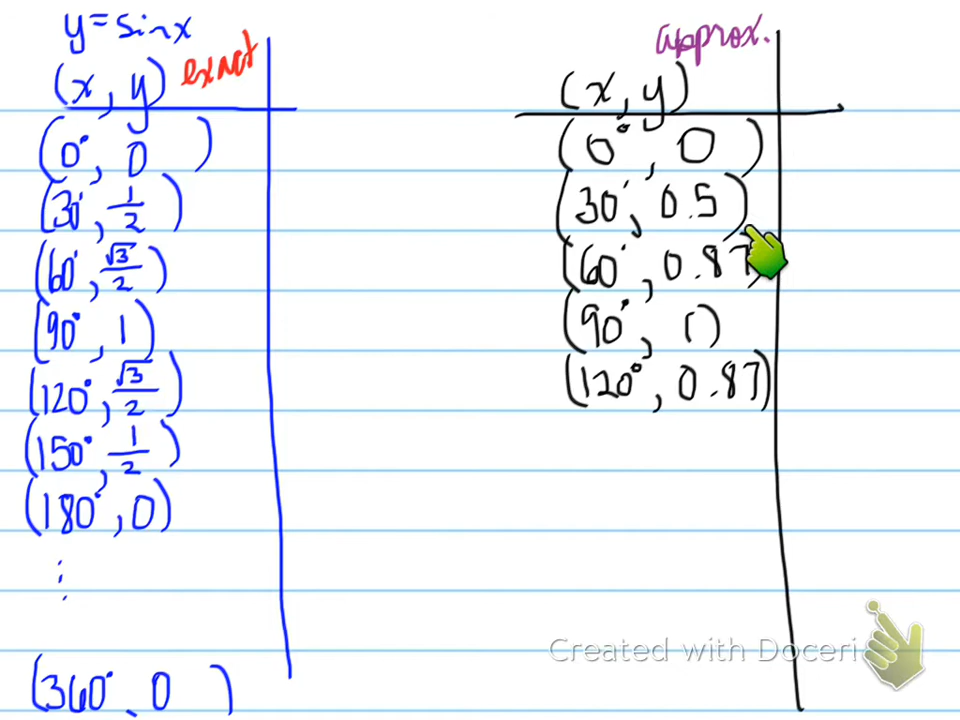 y = sinx
(x, y) exact
(0°, 0)
(30°, 1/2)
(60°, √3/2)
(90°, 1)
(120°, √3/2)
(150°, 1/2)
(180°, 0)
⋮
(360°, 0)
approx.
(x, y)
(0°, 0)
(30°, 0.5)
(60°, 0.87)
(90°, 1)
(120°, 0.87)
Created with Doceri